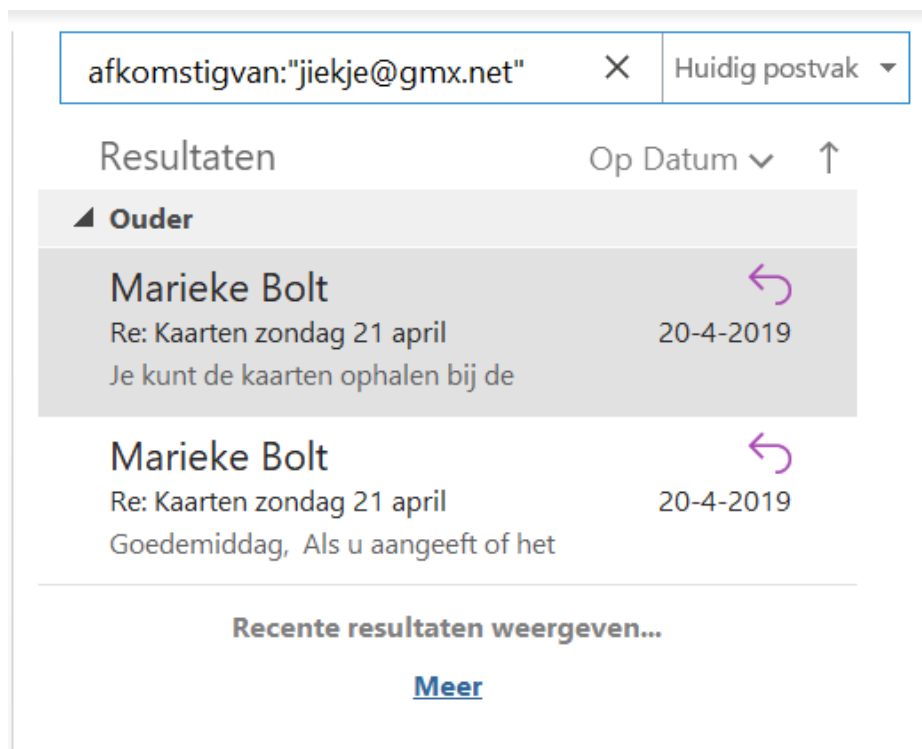 afkomstigvan:"jiekje@gmx.net" Huidig postvak
Resultaten Op Datum
Ouder
Marieke Bolt
Re: Kaarten zondag 21 april 20-4-2019
Je kunt de kaarten ophalen bij de
Marieke Bolt
Re: Kaarten zondag 21 april 20-4-2019
Goedemiddag, Als u aangeeft of het
Recente resultaten weergeven...
Meer